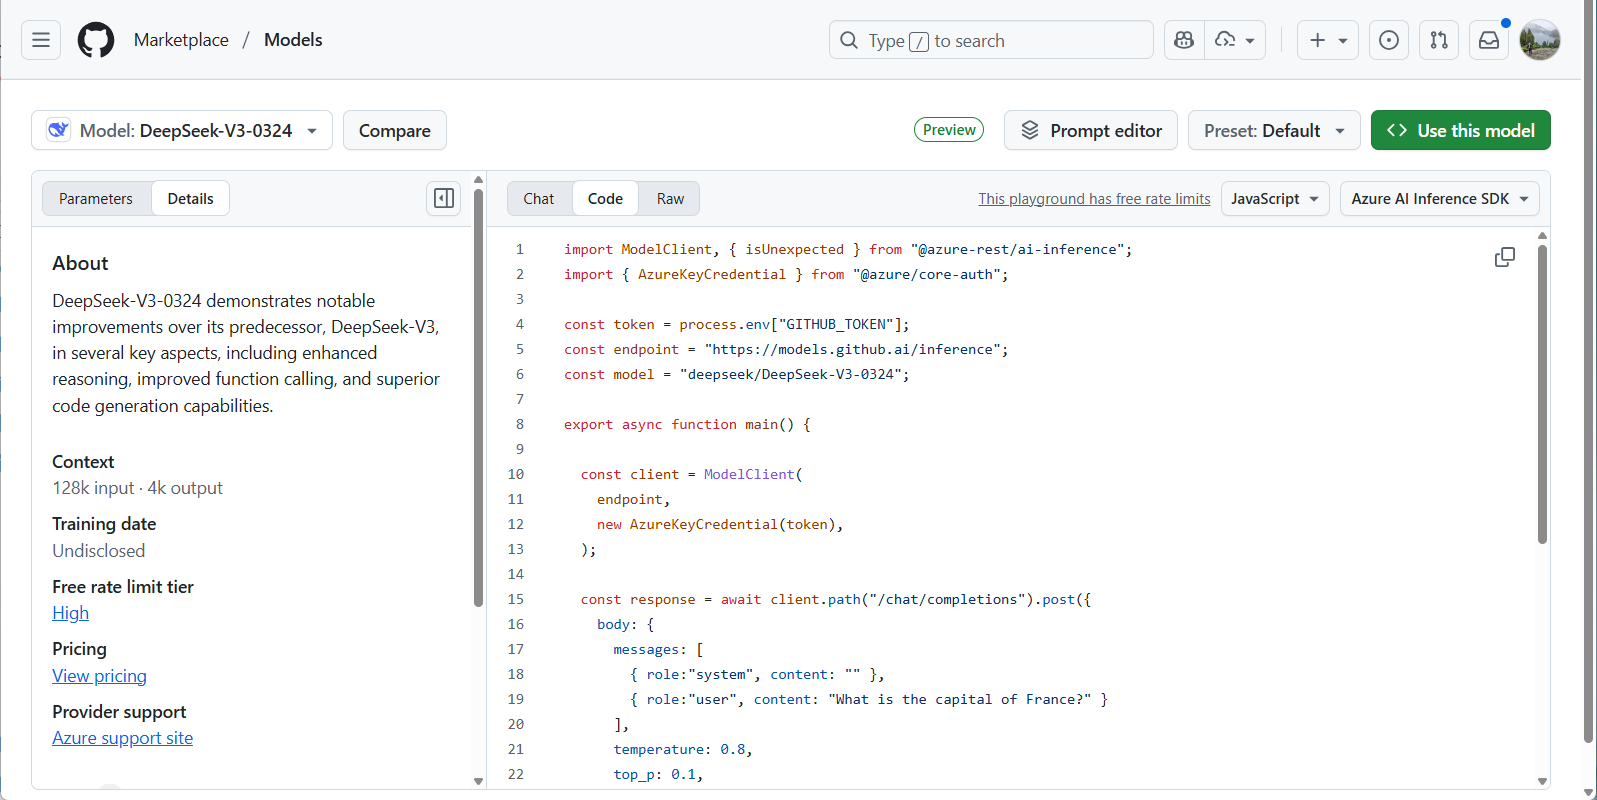 Marketplace / Models
Type / to search
Model: DeepSeek-V3-0324
Compare
Preview
Prompt editor
Preset: Default
Use this model
Parameters
Details
About
DeepSeek-V3-0324 demonstrates notable
improvements over its predecessor, DeepSeek-V3,
in several key aspects, including enhanced
reasoning, improved function calling, and superior
code generation capabilities.
Context
128k input · 4k output
Training date
Undisclosed
Free rate limit tier
High
Pricing
View pricing
Provider support
Azure support site
Chat
Code
Raw
This playground has free rate limits
JavaScript
Azure AI Inference SDK
1 import ModelClient, { isUnexpected } from "@azure-rest/ai-inference";
2 import { AzureKeyCredential } from "@azure/core-auth";
3
4 const token = process.env["GITHUB_TOKEN"];
5 const endpoint = "https://models.github.ai/inference";
6 const model = "deepseek/DeepSeek-V3-0324";
7
8 export async function main() {
9
10 const client = ModelClient(
11 endpoint,
12 new AzureKeyCredential(token),
13 );
14
15 const response = await client.path("/chat/completions").post({
16 body: {
17 messages: [
18 { role:"system", content: "" },
19 { role:"user", content: "What is the capital of France?" }
20 ],
21 temperature: 0.8,
22 top_p: 0.1,